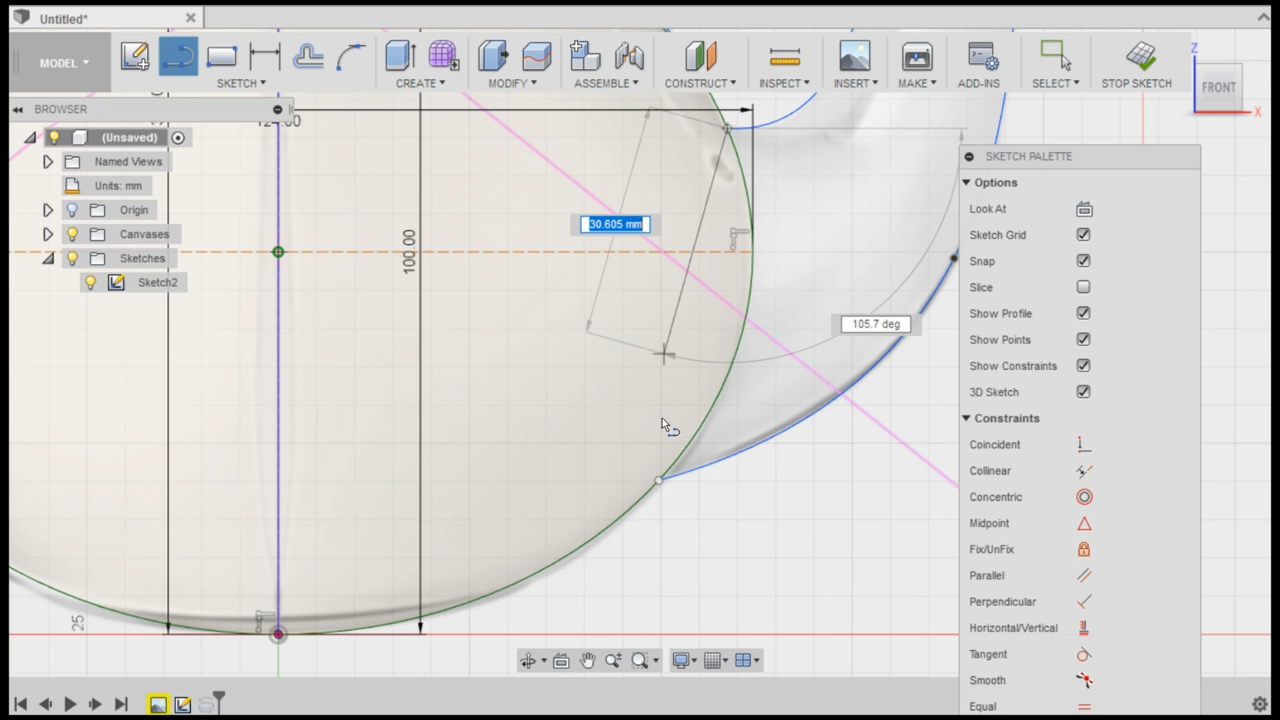 Untitled*
MODEL
SKETCH
CREATE
MODIFY
ASSEMBLE
CONSTRUCT
INSPECT
INSERT
MAKE
ADD-INS
SELECT
STOP SKETCH
Z
FRONT
X
BROWSER
(Unsaved)
Named Views
Units: mm
Origin
Canvases
Sketches
Sketch2
100.00
30.605 mm
105.7 deg
25
SKETCH PALETTE
Options
Look At
Sketch Grid
Snap
Slice
Show Profile
Show Points
Show Constraints
3D Sketch
Constraints
Coincident
Collinear
Concentric
Midpoint
Fix/UnFix
Parallel
Perpendicular
Horizontal/Vertical
Tangent
Smooth
Equal